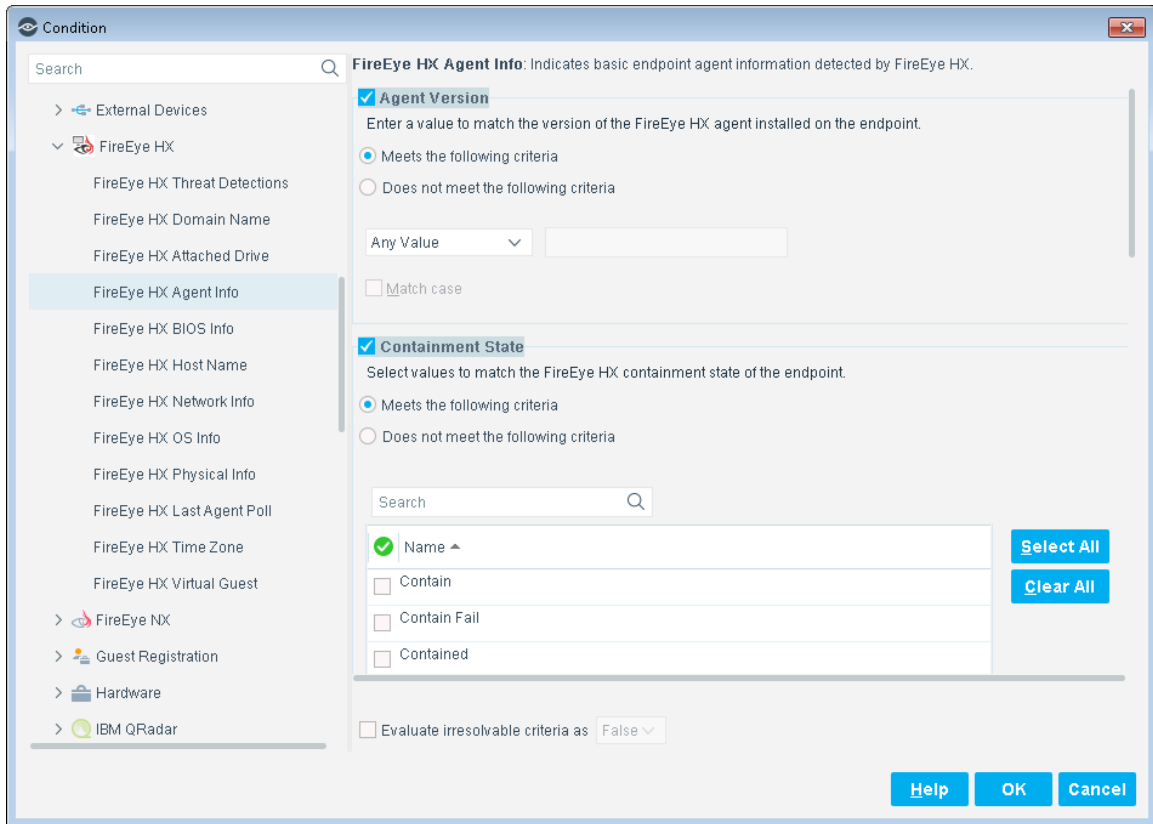 Condition
Search
External Devices
FireEye HX
FireEye HX Threat Detections
FireEye HX Domain Name
FireEye HX Attached Drive
FireEye HX Agent Info
FireEye HX BIOS Info
FireEye HX Host Name
FireEye HX Network Info
FireEye HX OS Info
FireEye HX Physical Info
FireEye HX Last Agent Poll
FireEye HX Time Zone
FireEye HX Virtual Guest
FireEye NX
Guest Registration
Hardware
IBM QRadar
FireEye HX Agent Info: Indicates basic endpoint agent information detected by FireEye HX.
Agent Version
Enter a value to match the version of the FireEye HX agent installed on the endpoint.
Meets the following criteria
Does not meet the following criteria
Any Value
Match case
Containment State
Select values to match the FireEye HX containment state of the endpoint.
Meets the following criteria
Does not meet the following criteria
Search
Name
Contain
Contain Fail
Contained
Select All
Clear All
Evaluate irresolvable criteria as False
Help OK Cancel